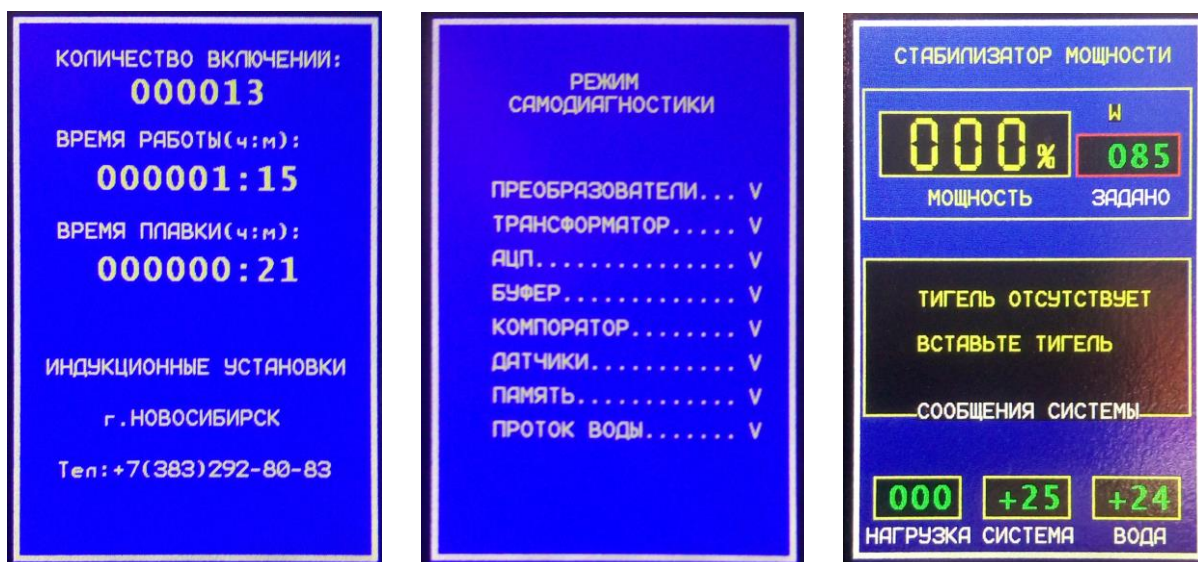 КОЛИЧЕСТВО ВКЛЮЧЕНИЙ:
000013
ВРЕМЯ РАБОТЫ(ч:м):
000001:15
ВРЕМЯ ПЛАВКИ(ч:м):
000000:21
ИНДУКЦИОННЫЕ УСТАНОВКИ
г.НОВОСИБИРСК
Тел:+7(383)292-80-83
РЕЖИМ
САМОДИАГНОСТИКИ
ПРЕОБРАЗОВАТЕЛИ... V
ТРАНСФОРМАТОР..... V
АЦП............... V
БУФЕР............. V
КОМПОРАТОР........ V
ДАТЧИКИ........... V
ПАМЯТЬ............ V
ПРОТОК ВОДЫ....... V
СТАБИЛИЗАТОР МОЩНОСТИ
W
000% 085
МОЩНОСТЬ ЗАДАНО
ТИГЕЛЬ ОТСУТСТВУЕТ
ВСТАВЬТЕ ТИГЕЛЬ
СООБЩЕНИЯ СИСТЕМЫ
000 +25 +24
НАГРУЗКА СИСТЕМА ВОДА